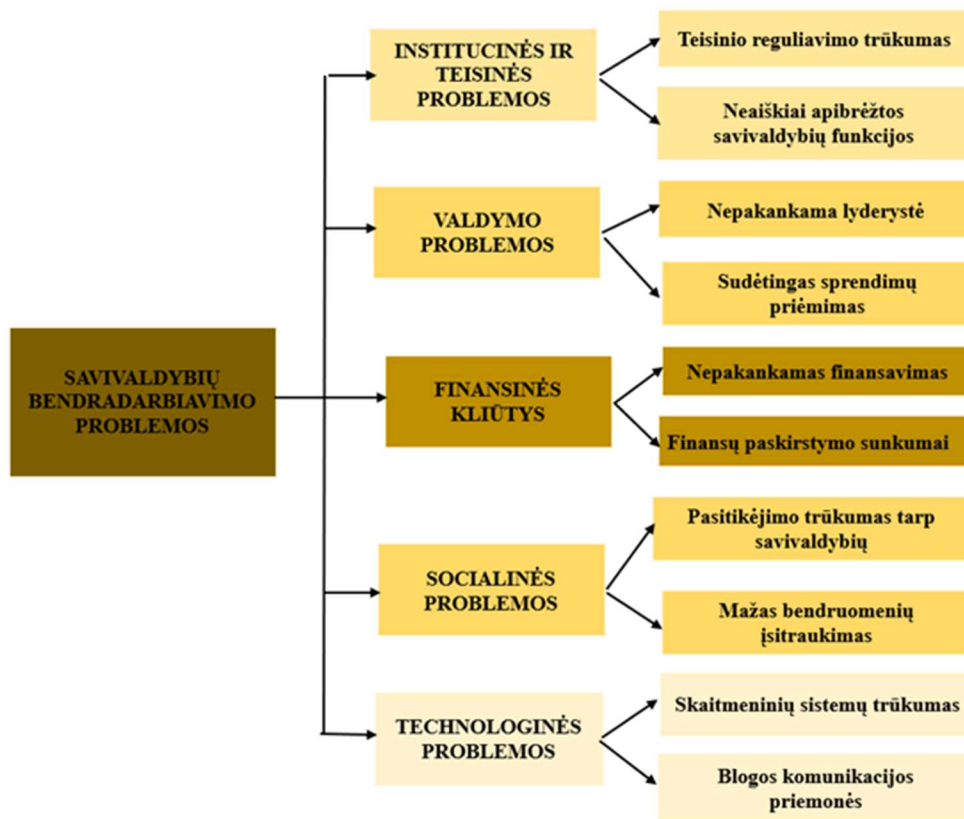 SAVIVALDYBIŲ
BENDRADARBIAVIMO
PROBLEMOS
INSTITUCINĖS IR
TEISINĖS
PROBLEMOS
Teisinio reguliavimo trūkumas
Neaiškiai apibrėžtos
savivaldybių funkcijos
VALDYMO
PROBLEMOS
Nepakankama lyderystė
Sudėtingas sprendimų
priėmimas
FINANSINĖS
KLIŪTYS
Nepakankamas finansavimas
Finansų paskirstymo sunkumai
SOCIALINĖS
PROBLEMOS
Pasitikėjimo trūkumas tarp
savivaldybių
Mažas bendruomenių
įsitraukimas
TECHNOLOGINĖS
PROBLEMOS
Skaitmeninių sistemų trūkumas
Blogos komunikacijos
priemonės